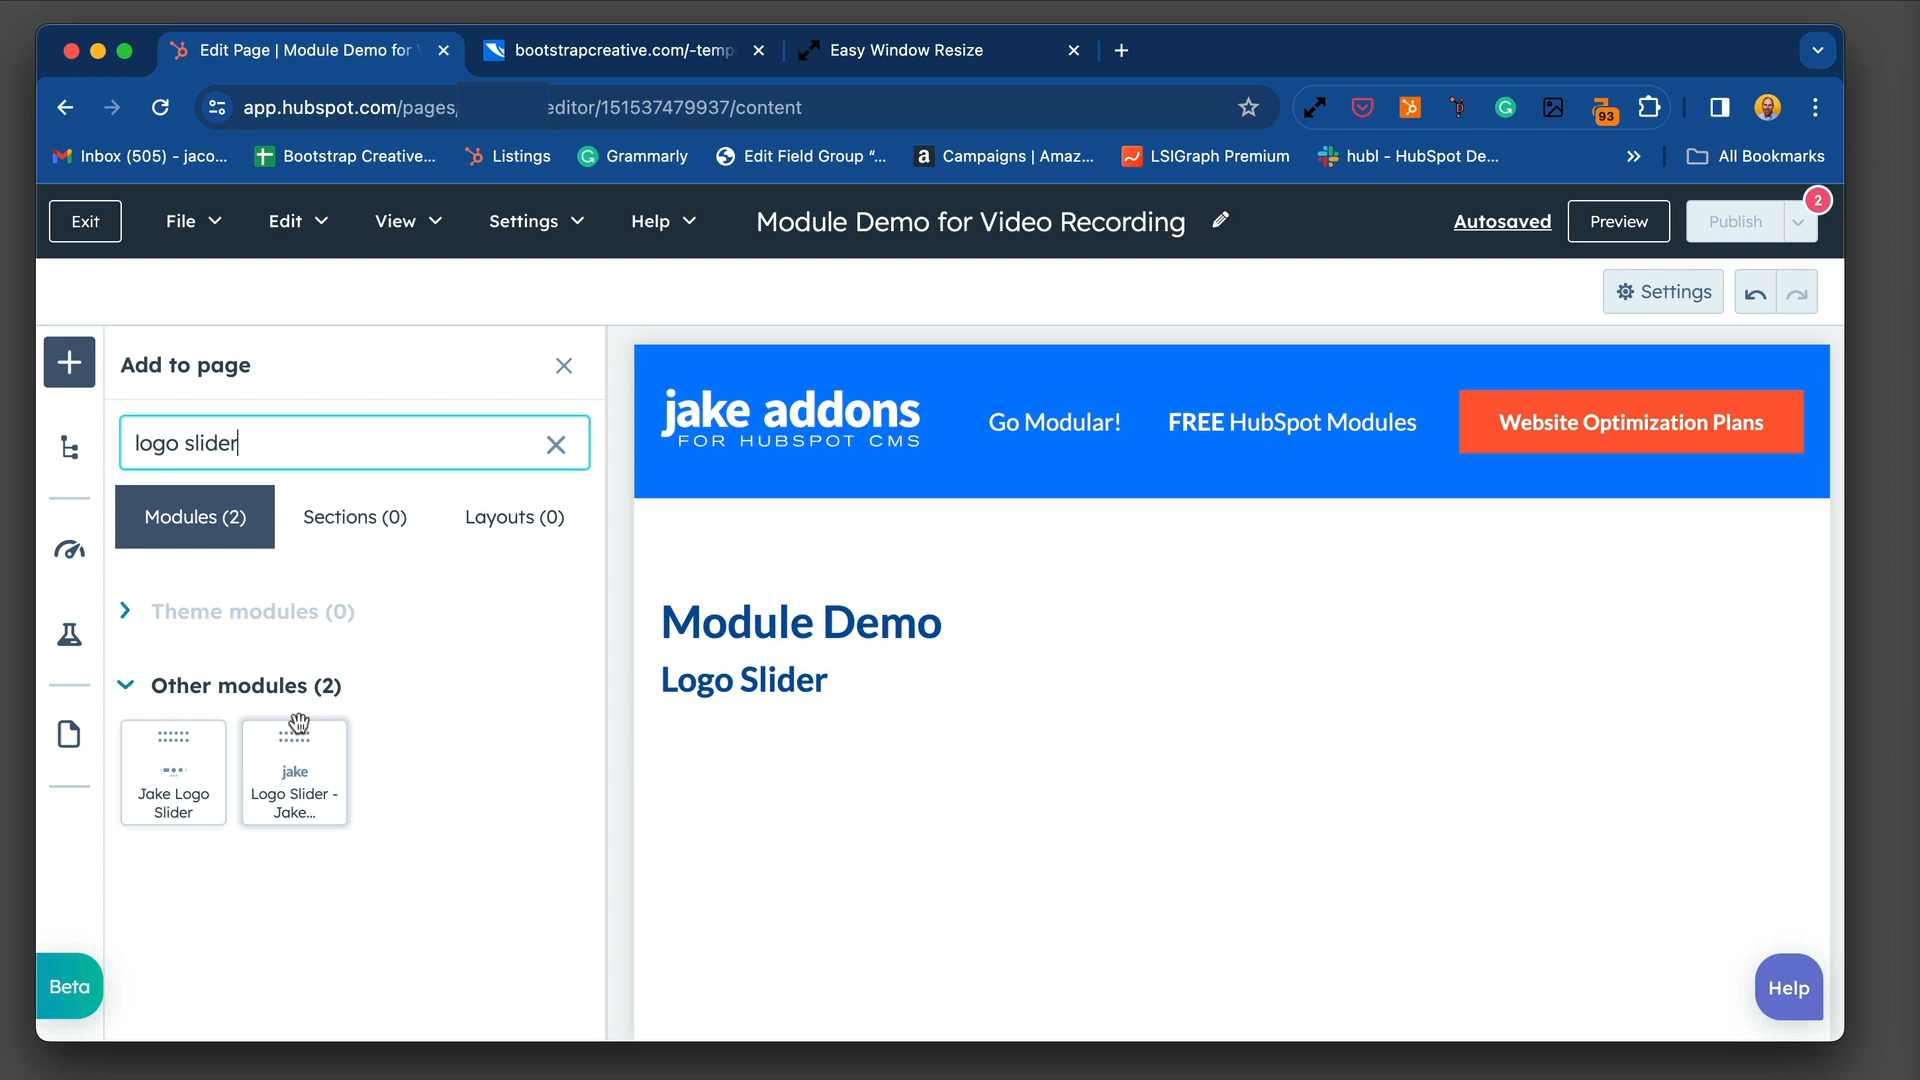 Edit Page | Module Demo for
bootstrapcreative.com/-temp
Easy Window Resize
app.hubspot.com/pages/
editor/151537479937/content
93
Inbox (505) - jaco...
Bootstrap Creative...
Listings
Grammarly
Edit Field Group "...
Campaigns | Amaz...
LSIGraph Premium
hubl - HubSpot De...
All Bookmarks
Exit
File
Edit
View
Settings
Help
Module Demo for Video Recording
Autosaved
Preview
Publish
2
Settings
Add to page
logo slider
Modules (2)
Sections (0)
Layouts (0)
Theme modules (0)
Other modules (2)
Jake Logo
Slider
jake
Logo Slider -
Jake...
jake addons
FOR HUBSPOT CMS
Go Modular!
FREE HubSpot Modules
Website Optimization Plans
Module Demo
Logo Slider
Beta
Help